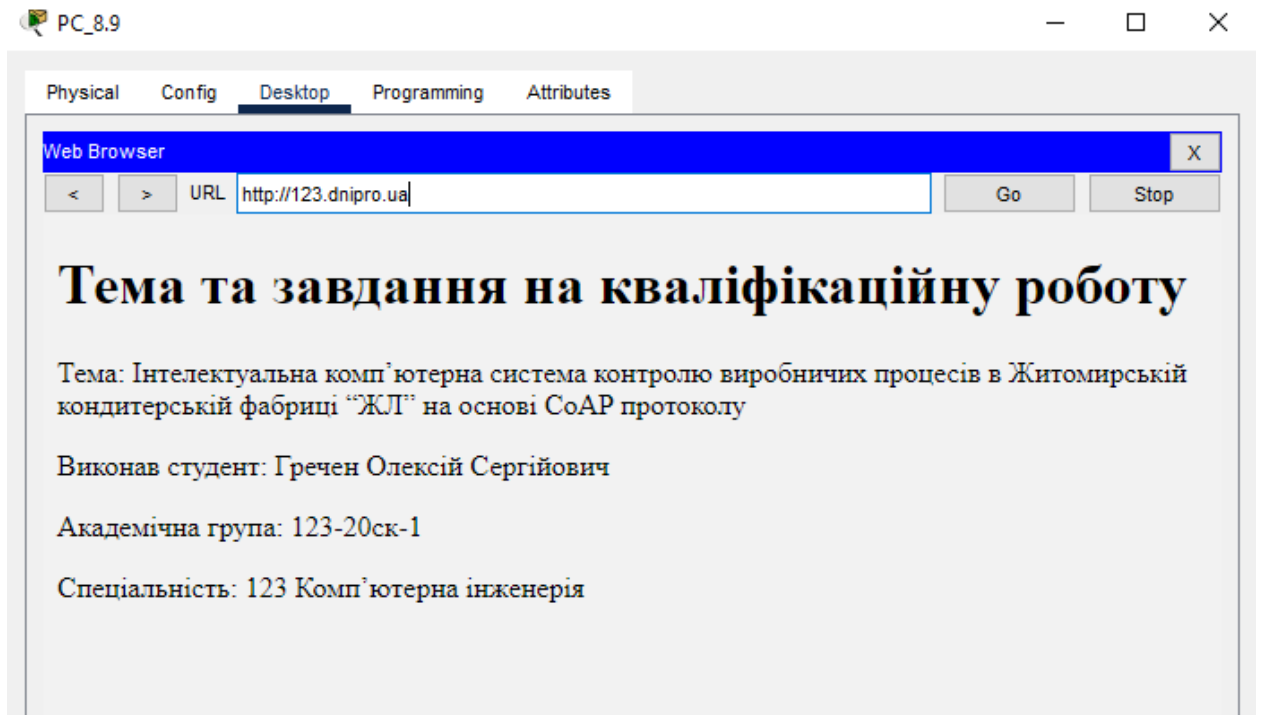 PC_8.9
Physical Config Desktop Programming Attributes
Web Browser X
< > URL http://123.dnipro.ua Go Stop
Тема та завдання на кваліфікаційну роботу
Тема: Інтелектуальна комп’ютерна система контролю виробничих процесів в Житомирській
кондитерській фабриці “ЖЛ” на основі CoAP протоколу
Виконав студент: Гречен Олексій Сергійович
Академічна група: 123-20ск-1
Спеціальність: 123 Комп’ютерна інженерія